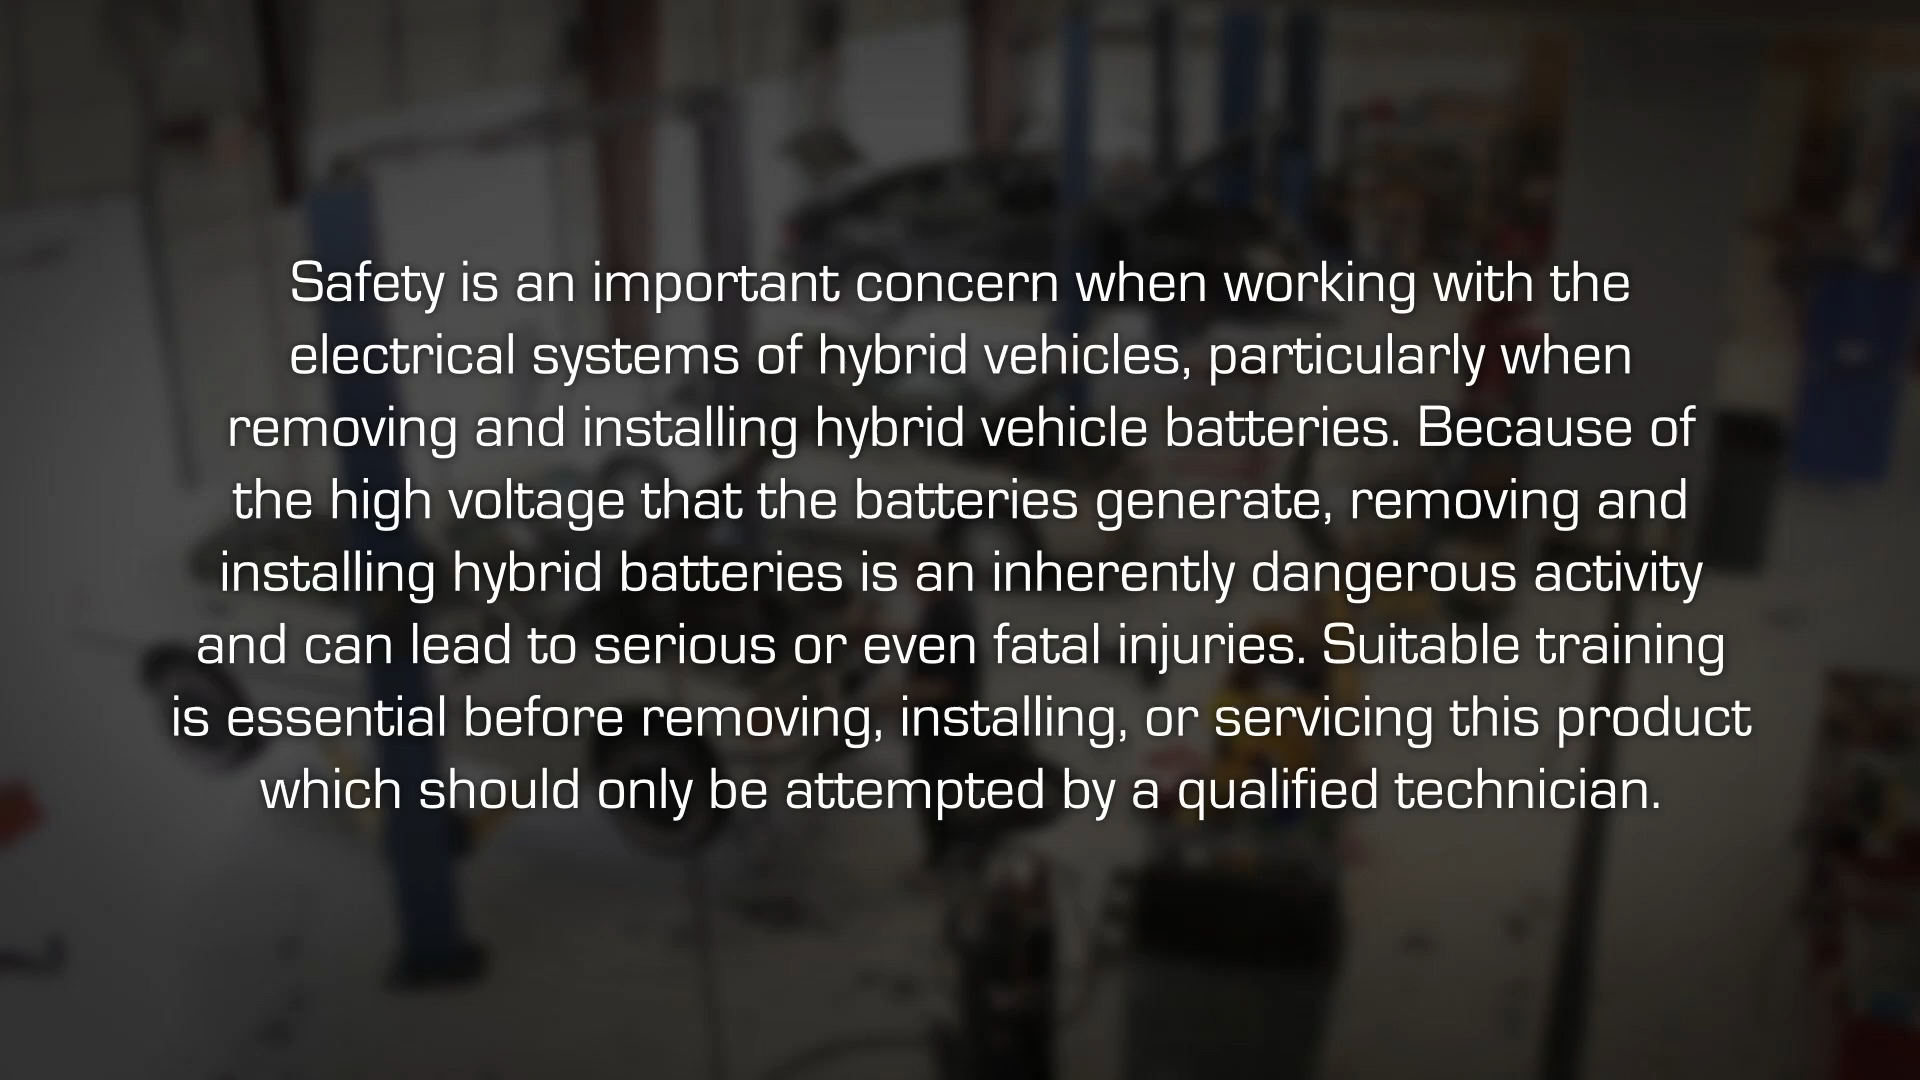 Safety is an important concern when working with the
electrical systems of hybrid vehicles, particularly when
removing and installing hybrid vehicle batteries. Because of
the high voltage that the batteries generate, removing and
installing hybrid batteries is an inherently dangerous activity
and can lead to serious or even fatal injuries. Suitable training
is essential before removing, installing, or servicing this product
which should only be attempted by a qualified technician.